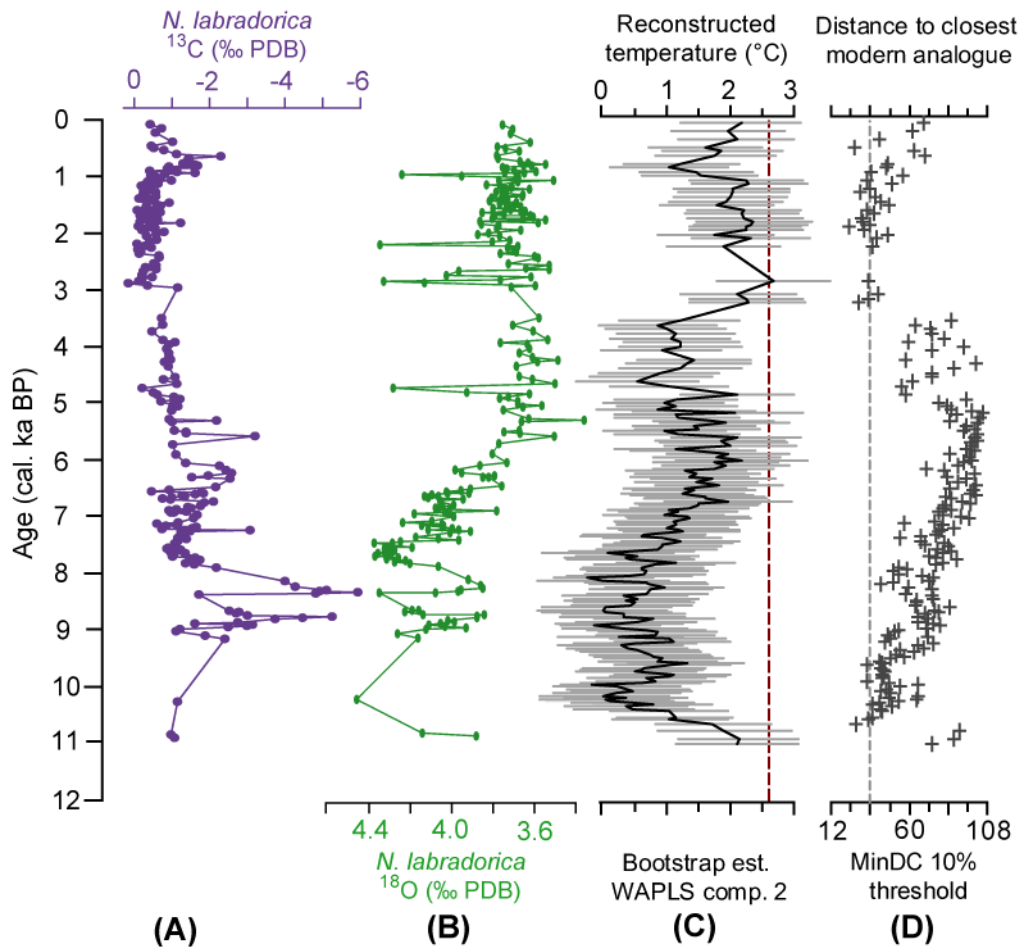 N. labradorica
¹³C (‰ PDB)
0 -2 -4 -6
Reconstructed
temperature (°C)
0 1 2 3
Distance to closest
modern analogue
Age (cal. ka BP)
0
1
2
3
4
5
6
7
8
9
10
11
12
4.4 4.0 3.6
N. labradorica
¹⁸O (‰ PDB)
Bootstrap est.
WAPLS comp. 2
12 60 108
MinDC 10%
threshold
(A) (B) (C) (D)